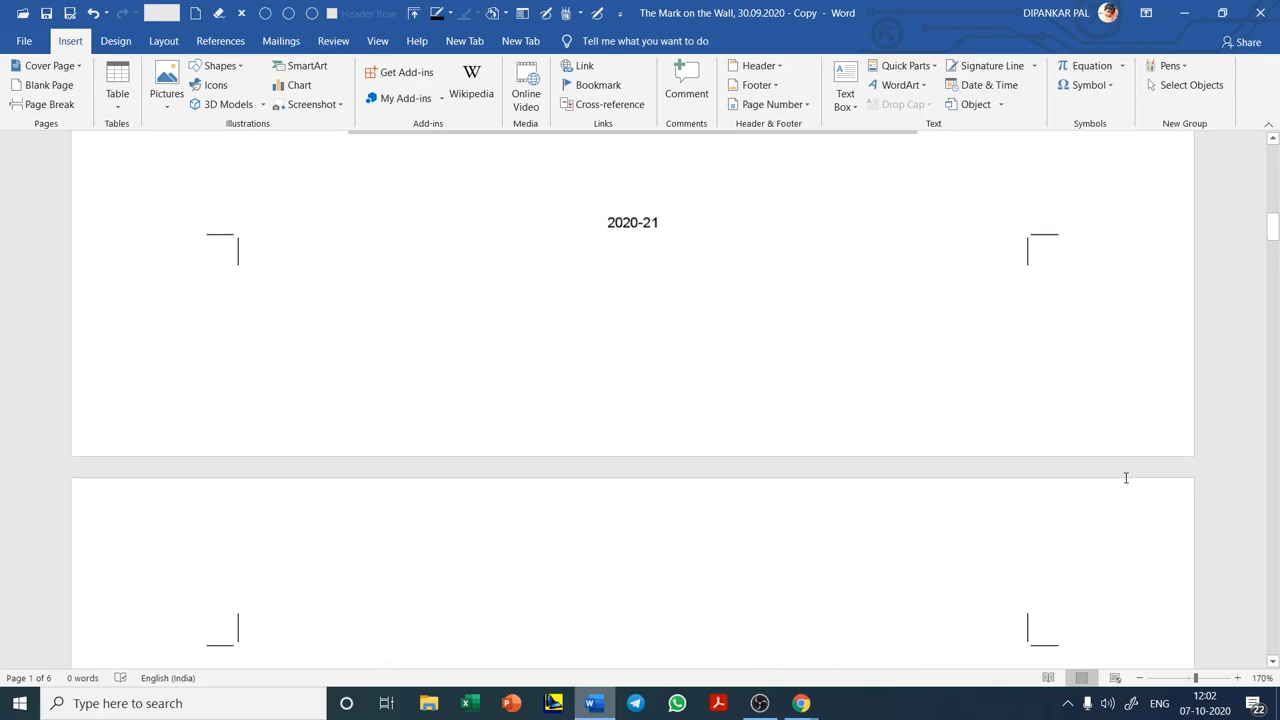 The Mark on the Wall, 30.09.2020 - Copy - Word
DIPANKAR PAL
Header Row
File Insert Design Layout References Mailings Review View Help New Tab New Tab Tell me what you want to do Share
Cover Page
Blank Page
Page Break
Pages
Table
Tables
Pictures
Shapes
Icons
3D Models
SmartArt
Chart
Screenshot
Illustrations
Get Add-ins
My Add-ins
W
Wikipedia
Add-ins
Online
Video
Media
Link
Bookmark
Cross-reference
Links
Comment
Comments
Header
Footer
Page Number
Header & Footer
Text
Box
Quick Parts
WordArt
Drop Cap
Signature Line
Date & Time
Object
Text
π Equation
Ω Symbol
Symbols
Pens
Select Objects
New Group
2020-21
Page 1 of 6 0 words English (India) 170%
Type here to search
ENG
12:02
07-10-2020
22